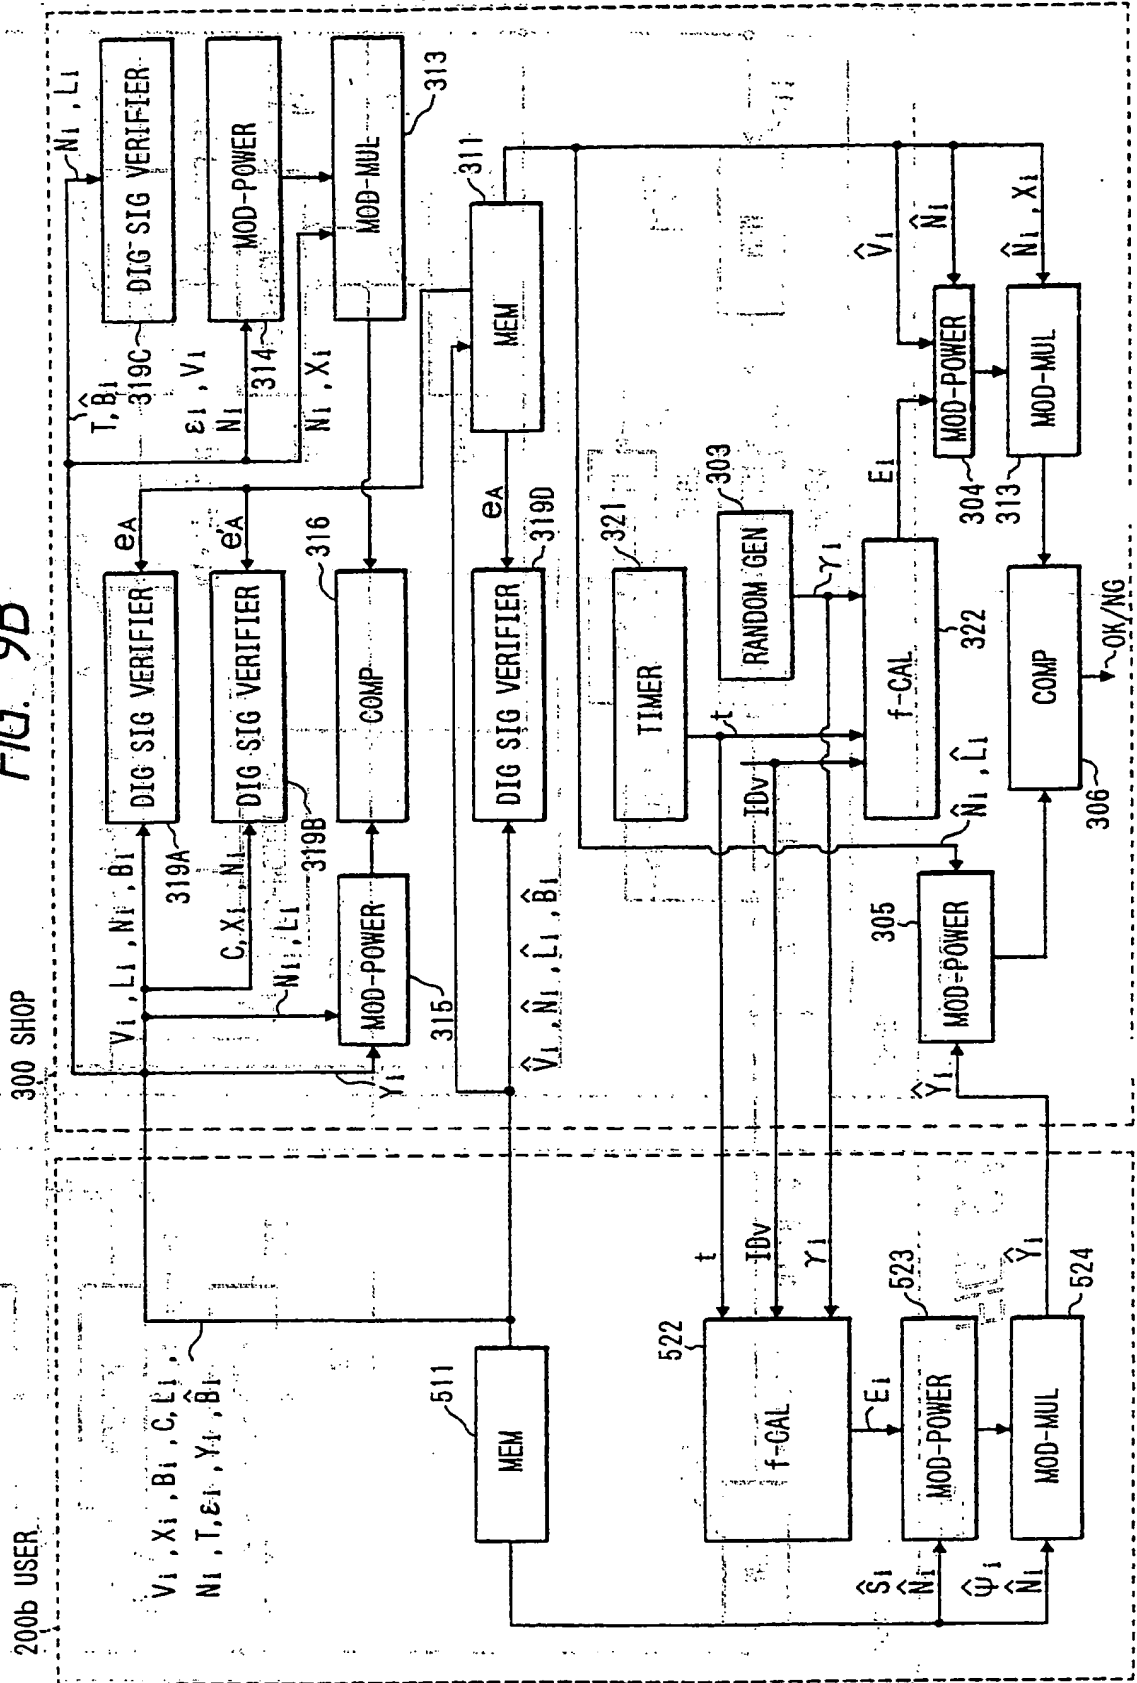 FIG. 9B
200b USER
300 SHOP
Vi , Xi , Bi , C, Li ,
Ni , T, εi , Yi , B̂i
511
MEM
522
f-CAL
t
IDv
γi
Ei
523
MOD-POWER
Ŝi
N̂i
524
MOD-MUL
ψ̂i
N̂i
Ŷi
Vi , Li , Ni , Bi
319A
DIG SIG VERIFIER
eA
C, Xi , Ni
319B
DIG SIG VERIFIER
e'A
Ni , Li
Yi
MOD-POWER
315
COMP
316
T, B̂i
319C
DIG SIG VERIFIER
Ni , Li
εi , Vi
Ni
314
MOD-POWER
Ni , Xi
MOD-MUL
313
V̂i , N̂i , L̂i , B̂i
DIG SIG VERIFIER
319D
eA
MEM
311
TIMER
321
t
IDv
RANDOM GEN
303
γi
f-CAL
322
Ei
V̂i
N̂i
MOD-POWER
304
N̂i , Xi
MOD-MUL
313
Ŷi
305
MOD-POWER
N̂i , L̂i
COMP
306
OK/NG